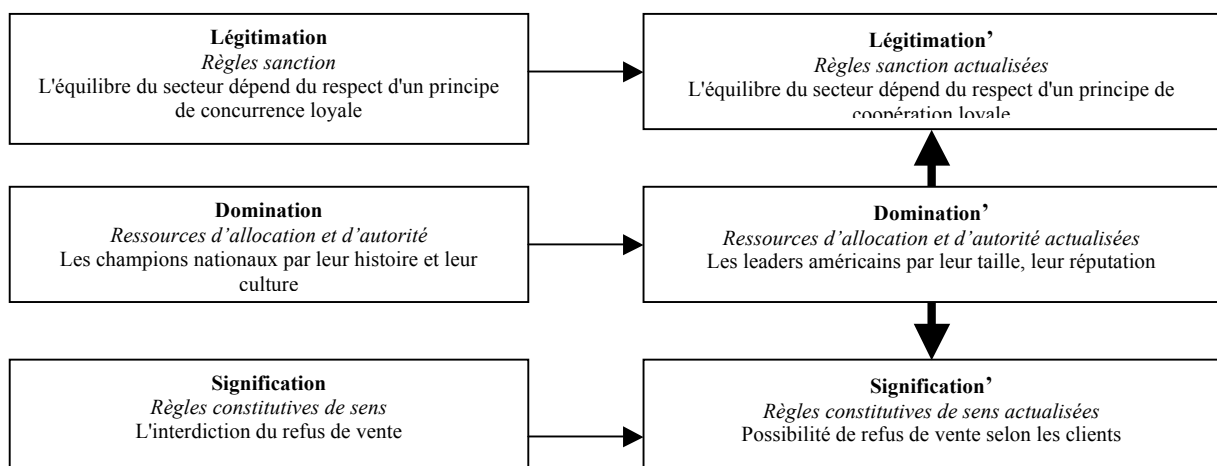 Légitimation
Règles sanction
L'équilibre du secteur dépend du respect d'un principe
de concurrence loyale
Légitimation’
Règles sanction actualisées
L'équilibre du secteur dépend du respect d'un principe de
coopération loyale
Domination
Ressources d’allocation et d’autorité
Les champions nationaux par leur histoire et leur
culture
Domination’
Ressources d’allocation et d’autorité actualisées
Les leaders américains par leur taille, leur réputation
Signification
Règles constitutives de sens
L'interdiction du refus de vente
Signification’
Règles constitutives de sens actualisées
Possibilité de refus de vente selon les clients